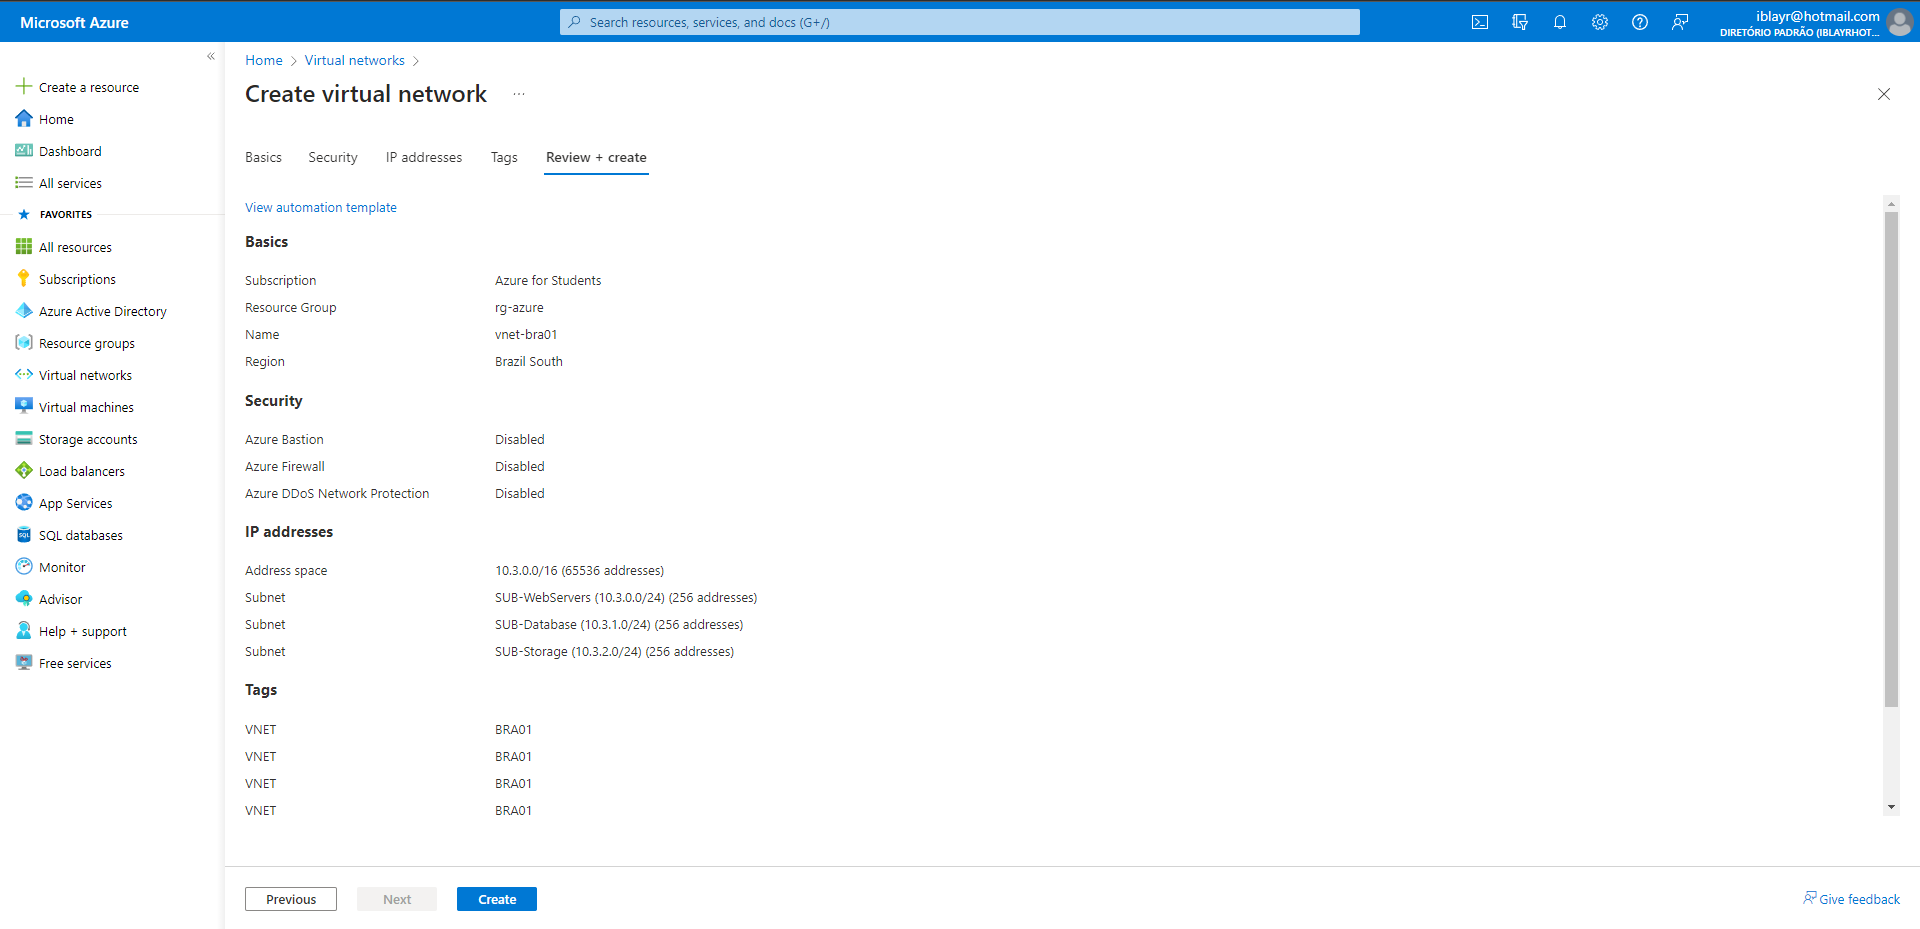 Microsoft Azure
Search resources, services, and docs (G+/)
iblayr@hotmail.com
DIRETÓRIO PADRÃO (IBLAYRHOT...
«
Create a resource
Home
Dashboard
All services
FAVORITES
All resources
Subscriptions
Azure Active Directory
Resource groups
Virtual networks
Virtual machines
Storage accounts
Load balancers
App Services
SQL databases
Monitor
Advisor
Help + support
Free services
Home > Virtual networks >
Create virtual network ...
Basics Security IP addresses Tags Review + create
View automation template
Basics
Subscription Azure for Students
Resource Group rg-azure
Name vnet-bra01
Region Brazil South
Security
Azure Bastion Disabled
Azure Firewall Disabled
Azure DDoS Network Protection Disabled
IP addresses
Address space 10.3.0.0/16 (65536 addresses)
Subnet SUB-WebServers (10.3.0.0/24) (256 addresses)
Subnet SUB-Database (10.3.1.0/24) (256 addresses)
Subnet SUB-Storage (10.3.2.0/24) (256 addresses)
Tags
VNET BRA01
VNET BRA01
VNET BRA01
VNET BRA01
Previous Next Create
Give feedback